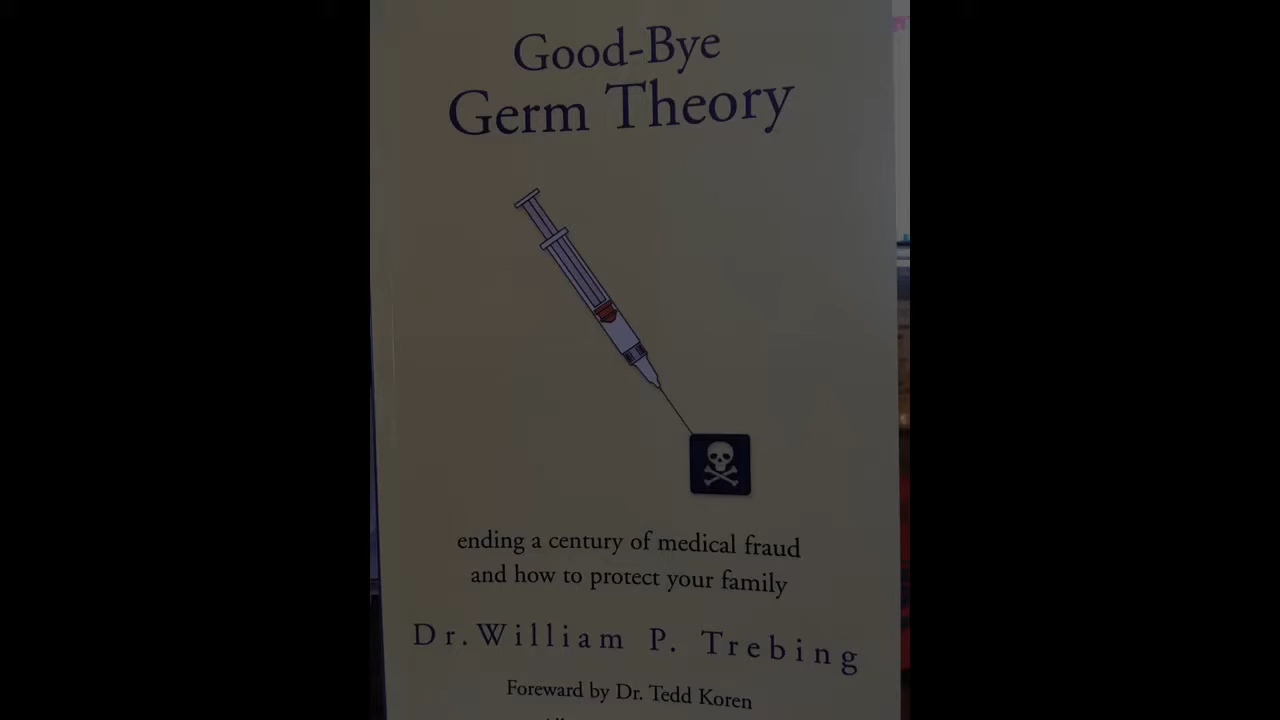 Good-Bye
Germ Theory
ending a century of medical fraud
and how to protect your family
Dr. William P. Trebing
Foreward by Dr. Tedd Koren